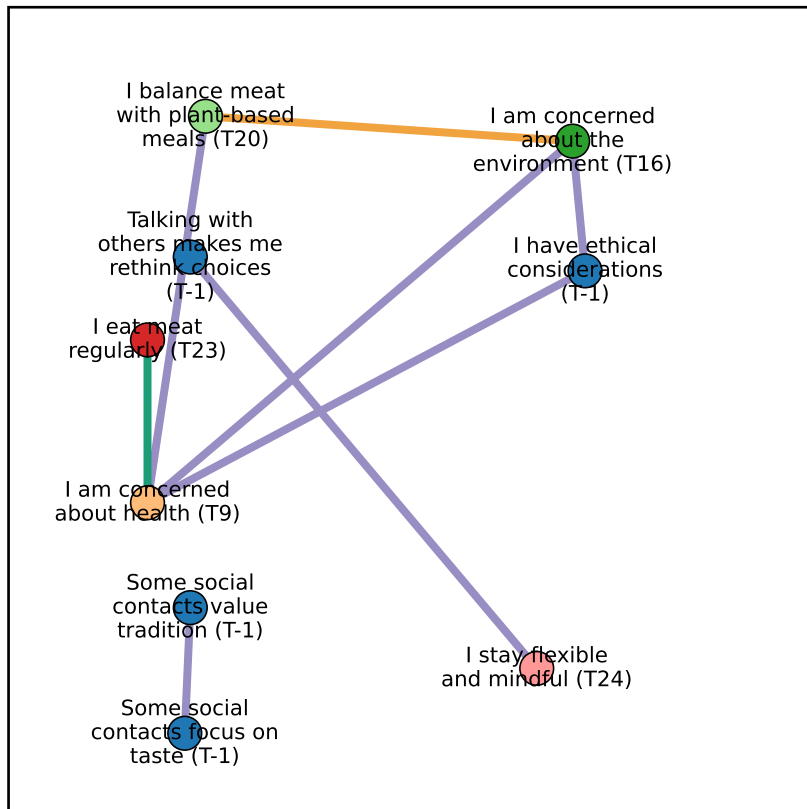 I balance meat
with plant-based
meals (T20)
I am concerned
about the
environment (T16)
Talking with
others makes me
rethink choices
(T-1)
I have ethical
considerations
(T-1)
I eat meat
regularly (T23)
I am concerned
about health (T9)
Some social
contacts value
tradition (T-1)
I stay flexible
and mindful (T24)
Some social
contacts focus on
taste (T-1)